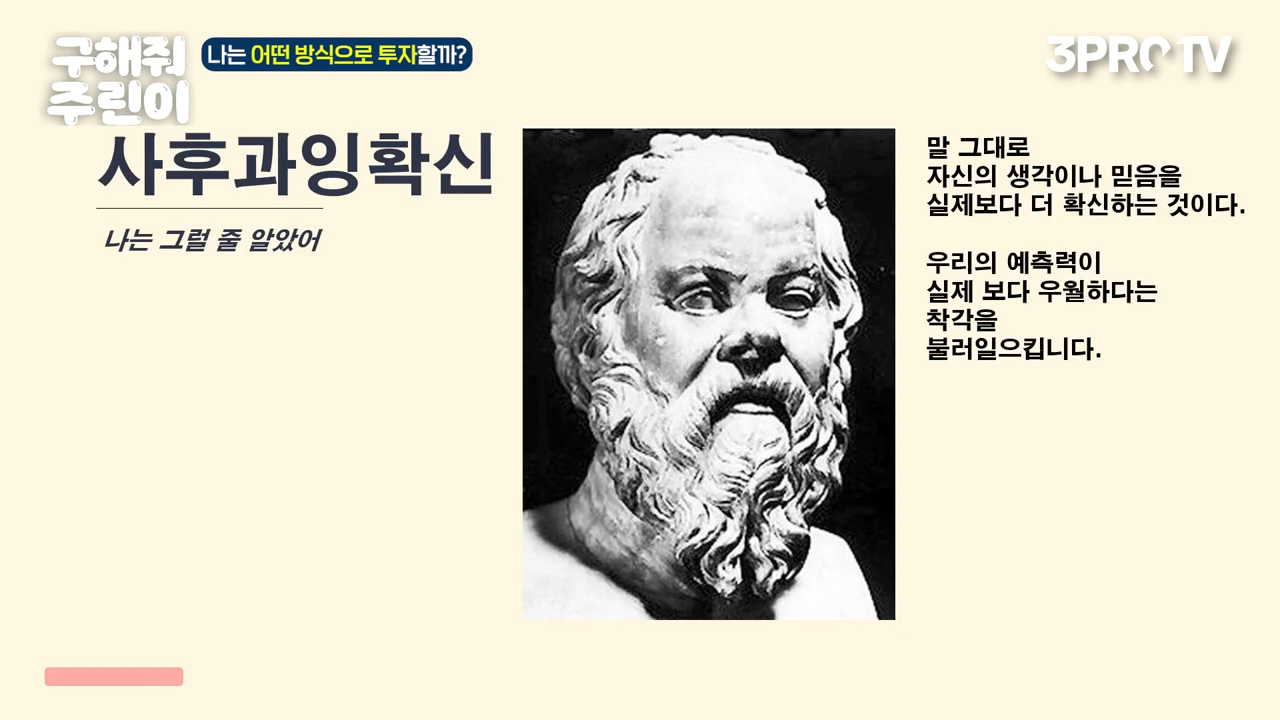 구해줘
주린이
나는 어떤 방식으로 투자할까?
3PRO TV
사후과잉확신
나는 그럴 줄 알았어
말 그대로
자신의 생각이나 믿음을
실제보다 더 확신하는 것이다.
우리의 예측력이
실제 보다 우월하다는
착각을
불러일으킵니다.